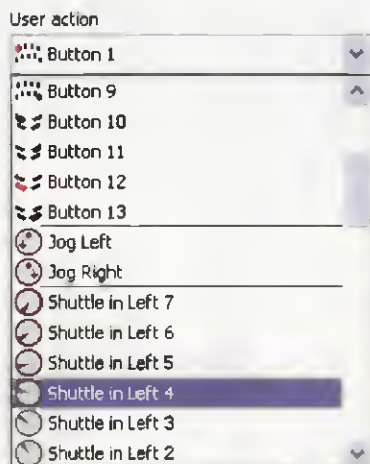 User action
Button 1
Button 9
Button 10
Button 11
Button 12
Button 13
Jog Left
Jog Right
Shuttle in Left 7
Shuttle in Left 6
Shuttle in Left 5
Shuttle in Left 4
Shuttle in Left 3
Shuttle in Left 2